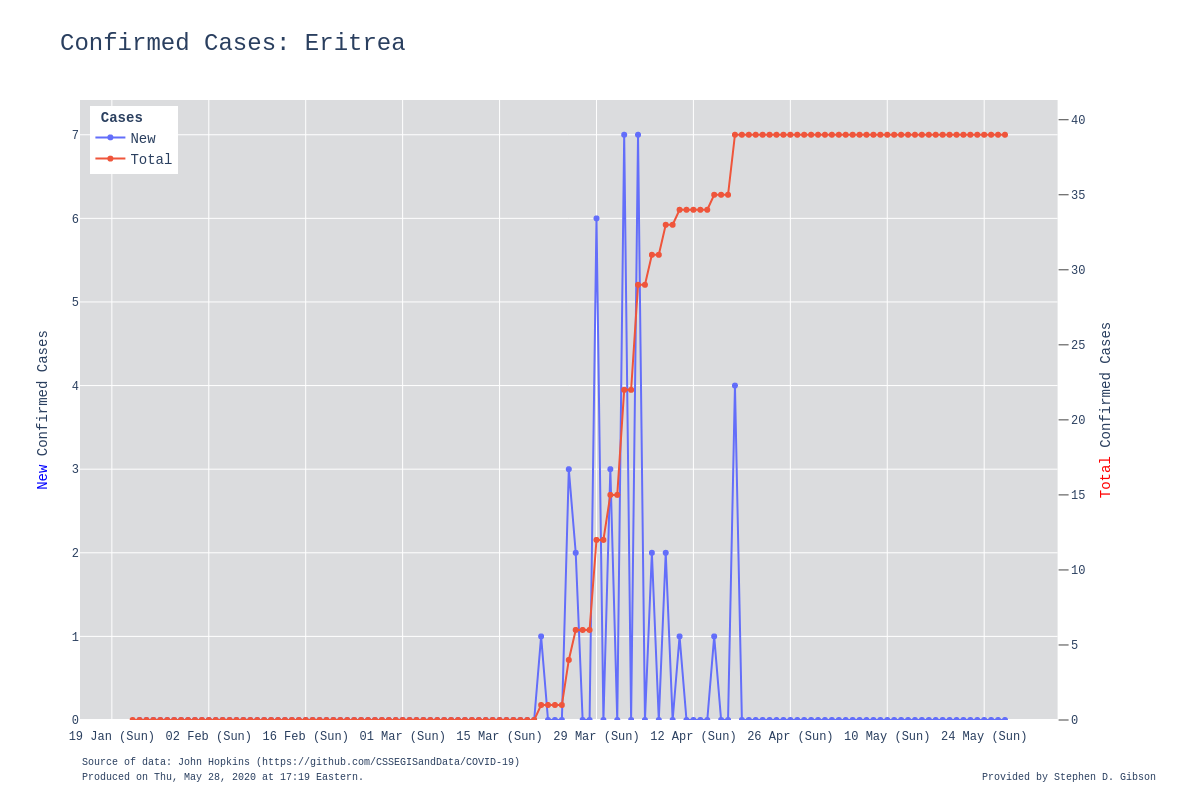 Confirmed Cases: Eritrea
Cases
New
Total
7
6
5
4
3
2
1
0
40
35
30
25
20
15
10
5
0
New Confirmed Cases
Total Confirmed Cases
19 Jan (Sun) 02 Feb (Sun) 16 Feb (Sun) 01 Mar (Sun) 15 Mar (Sun) 29 Mar (Sun) 12 Apr (Sun) 26 Apr (Sun) 10 May (Sun) 24 May (Sun)
Source of data: John Hopkins (https://github.com/CSSEGISandData/COVID-19)
Produced on Thu, May 28, 2020 at 17:19 Eastern.
Provided by Stephen D. Gibson